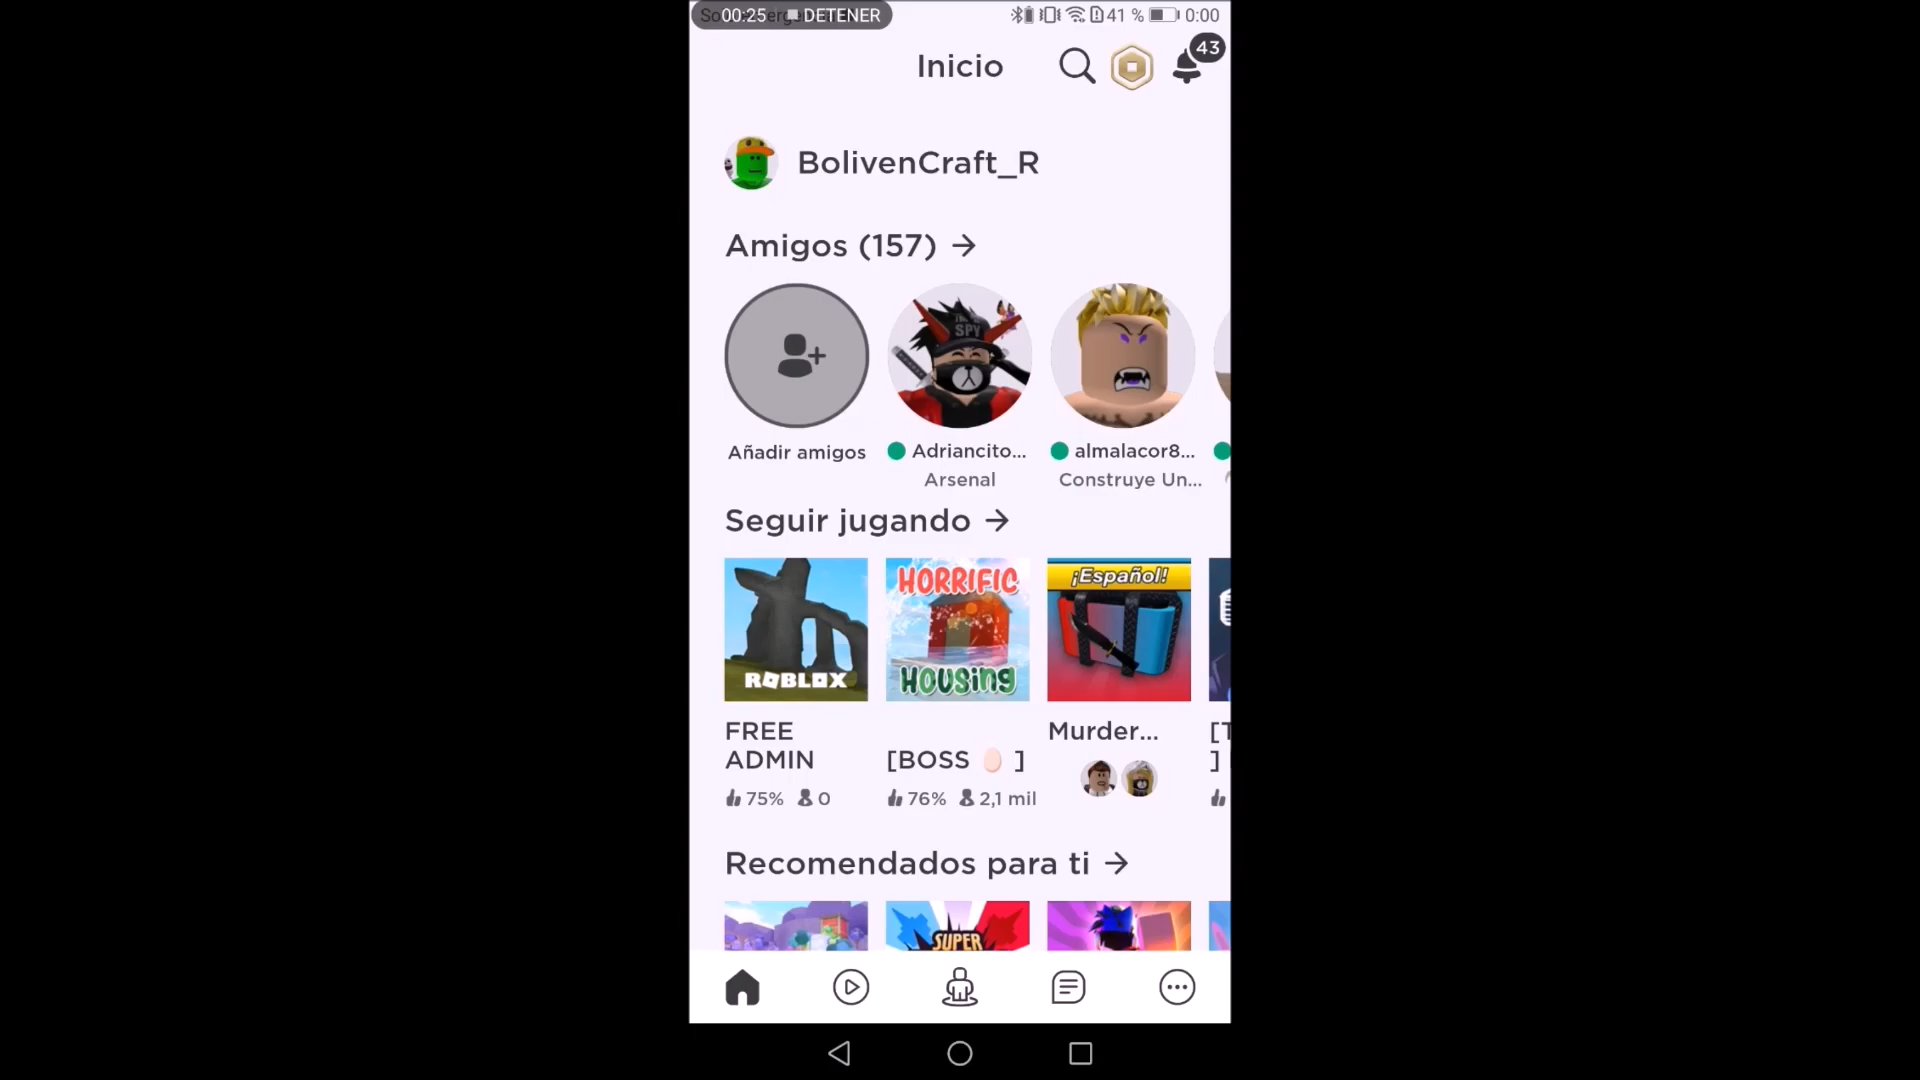 00:25 DETENER 41 % 0:00
Inicio
43
BolivenCraft_R
Amigos (157) →
SPY
Añadir amigos
Adriancito...
almalacor8...
Arsenal
Construye Un...
Seguir jugando →
ROBLOX
HORRIFIC
HOUSing
¡Español!
FREE
ADMIN
[BOSS 🥚 ]
Murder...
[T
]
75% 0
76% 2,1 mil
Recomendados para ti →
SUPER